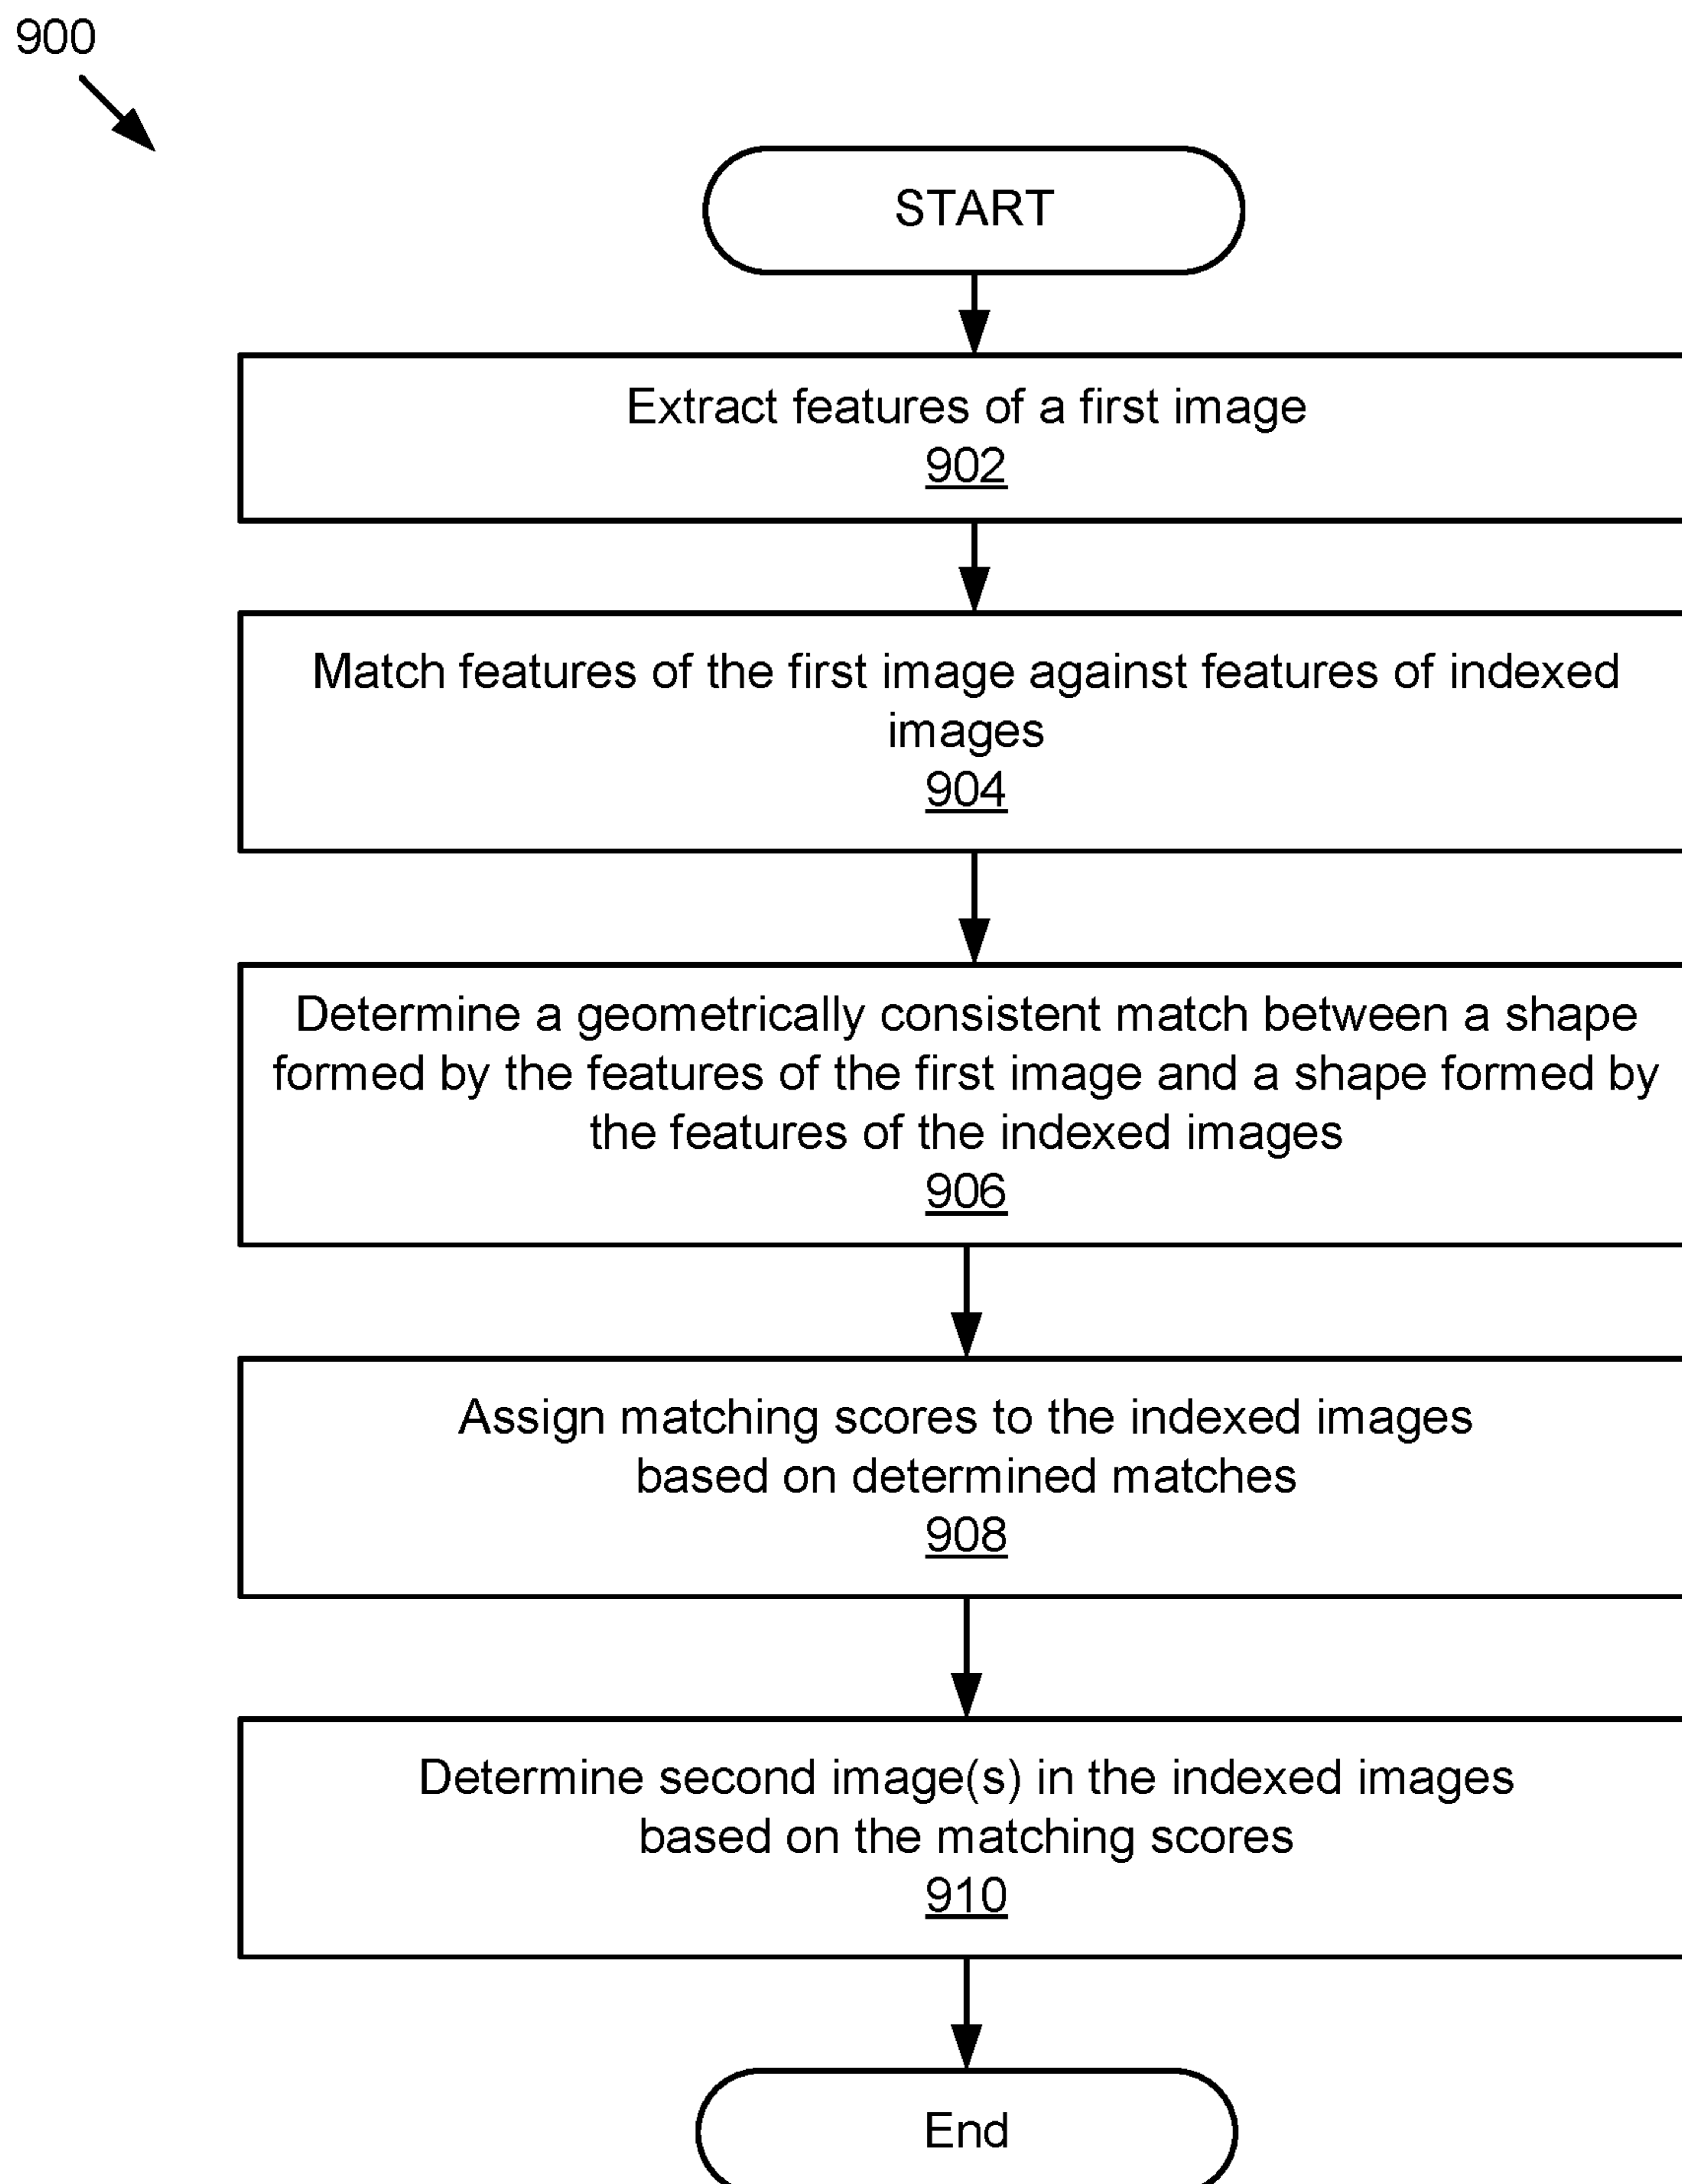 900
START
Extract features of a first image
902
Match features of the first image against features of indexed
images
904
Determine a geometrically consistent match between a shape
formed by the features of the first image and a shape formed by
the features of the indexed images
906
Assign matching scores to the indexed images
based on determined matches
908
Determine second image(s) in the indexed images
based on the matching scores
910
End